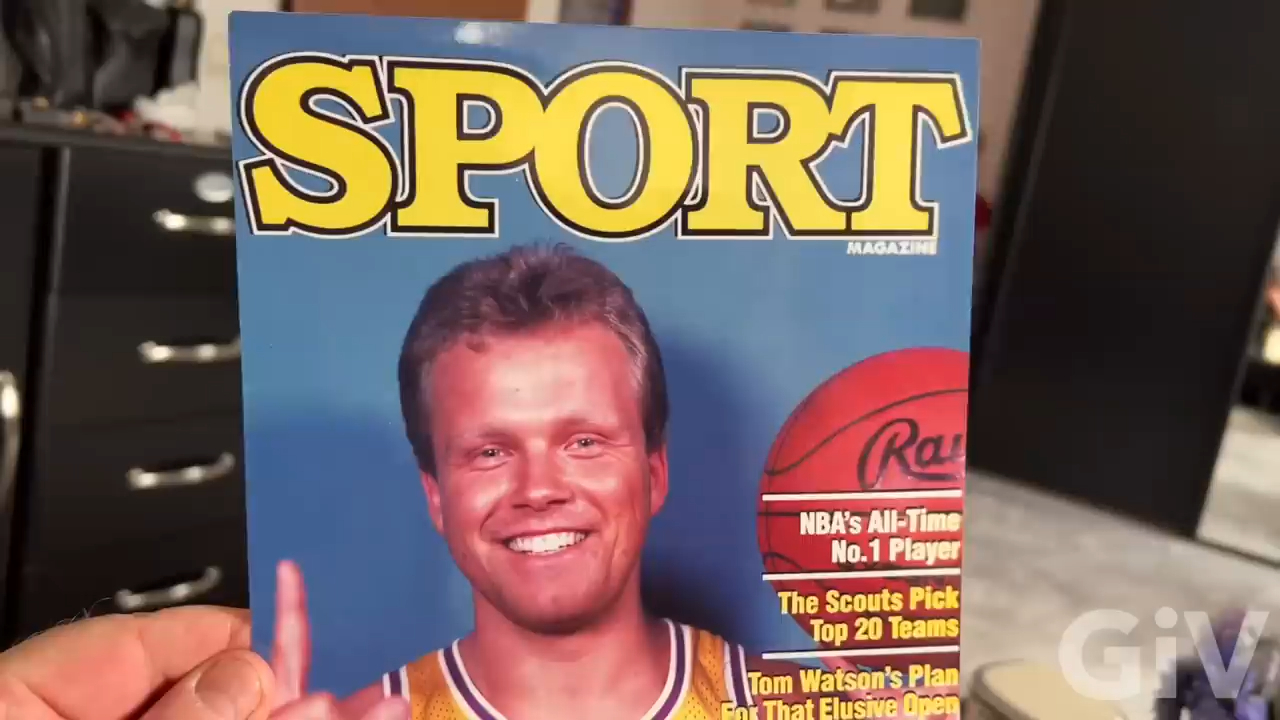 SPORT
MAGAZINE
NBA's All-Time
No.1 Player
The Scouts Pick
Top 20 Teams
Tom Watson's Plan
For That Elusive Open
GiV